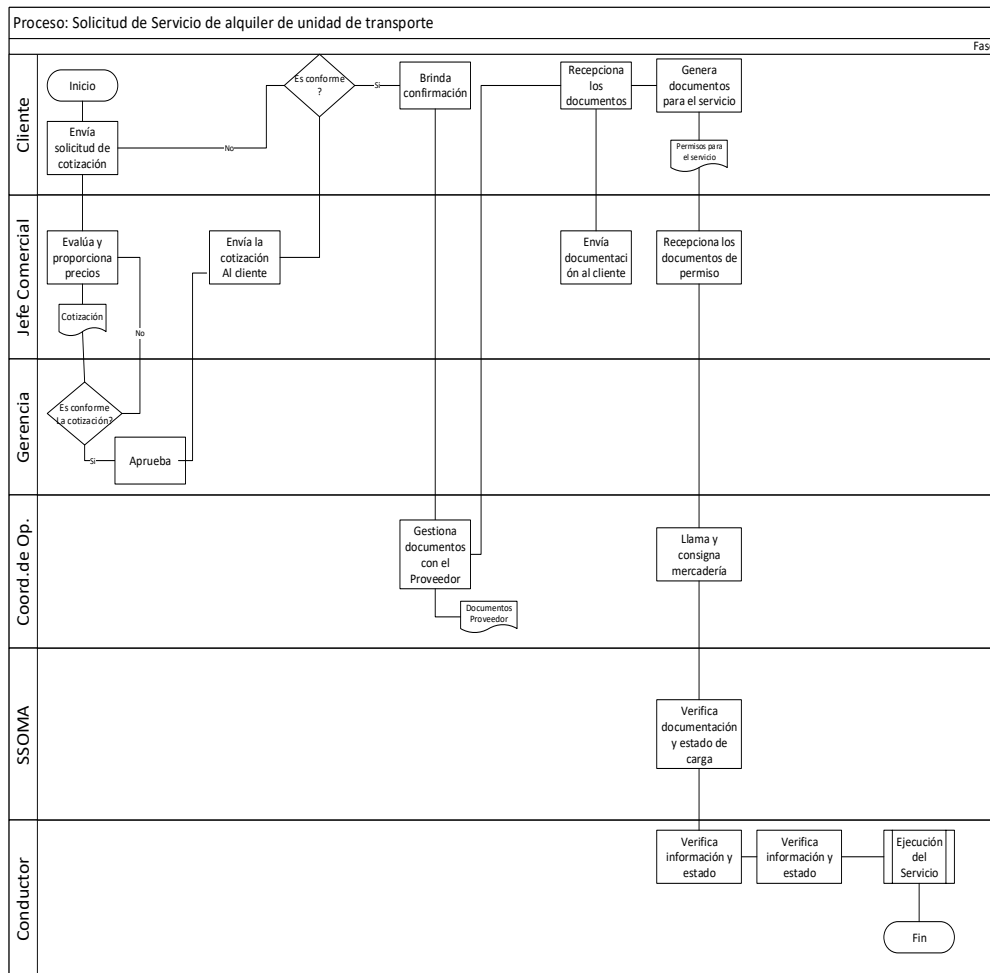 Proceso: Solicitud de Servicio de alquiler de unidad de transporte
Fas
Cliente
Inicio
Envía
solicitud de
cotización
No
Es conforme
?
Si
Brinda
confirmación
Recepciona
los
documentos
Genera
documentos
para el servicio
Permisos para
el servicio
Jefe Comercial
Evalúa y
proporciona
precios
Cotización
No
Envía la
cotización
Al cliente
Envía
documentaci
ón al cliente
Recepciona los
documentos de
permiso
Gerencia
Es conforme
La cotización?
Si
Aprueba
Coord.de Op.
Gestiona
documentos
con el
Proveedor
Documentos
Proveedor
Llama y
consigna
mercadería
SSOMA
Verifica
documentación
y estado de
carga
Conductor
Verifica
información y
estado
Verifica
información y
estado
Ejecución
del
Servicio
Fin